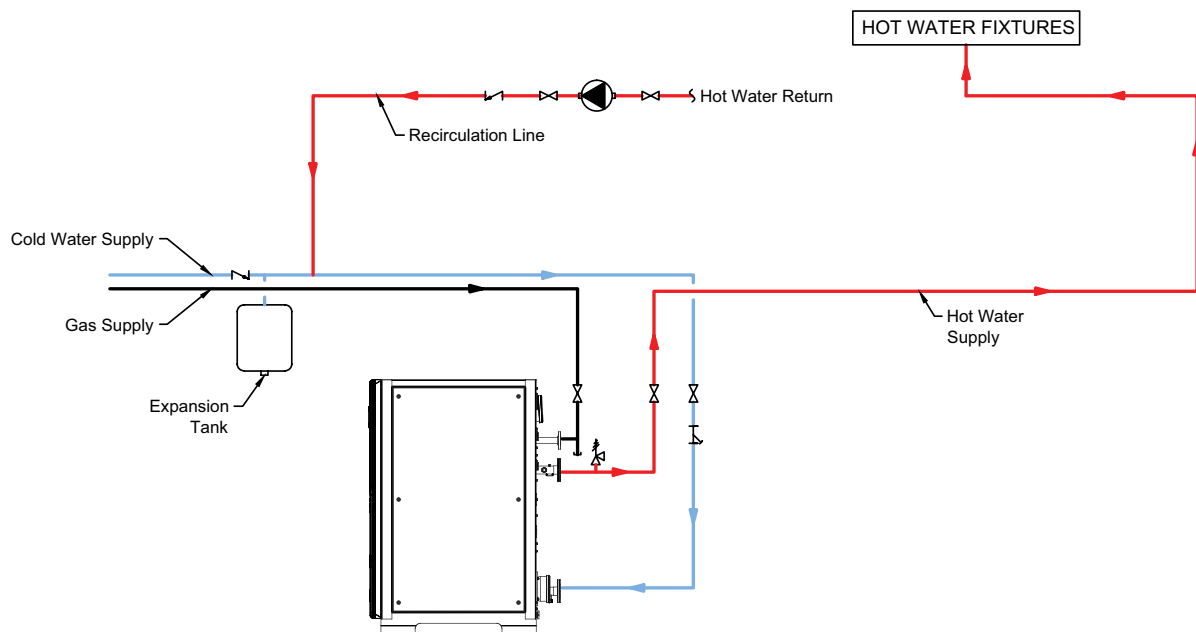 HOT WATER FIXTURES
Hot Water Return
Recirculation Line
Cold Water Supply
Gas Supply
Hot Water
Supply
Expansion
Tank